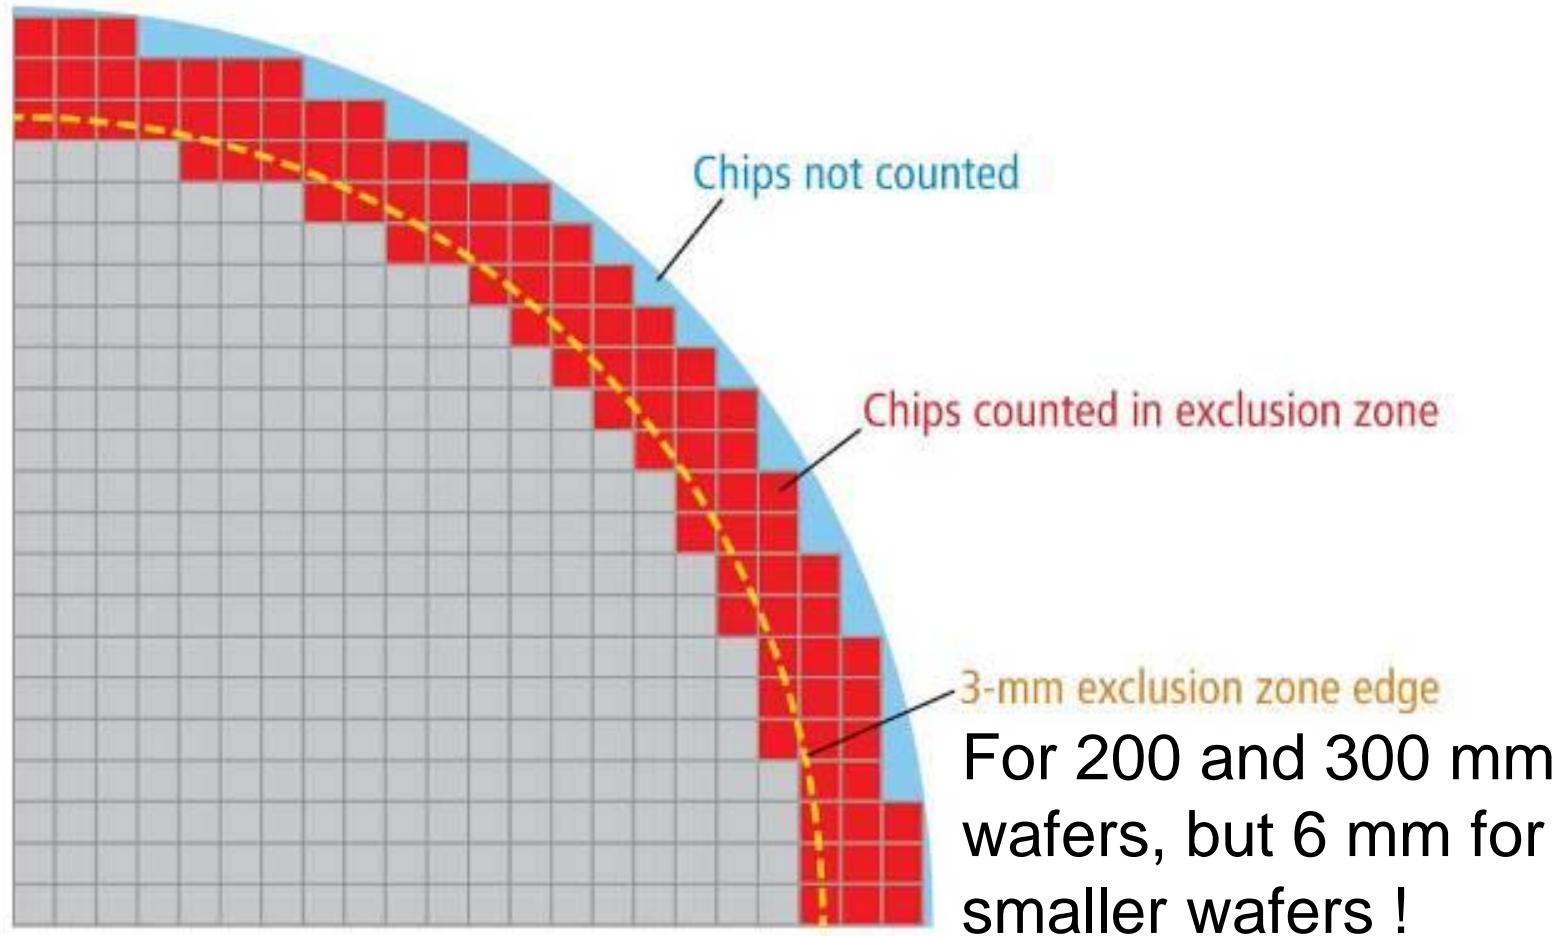 Chips not counted
Chips counted in exclusion zone
3-mm exclusion zone edge
For 200 and 300 mm
wafers, but 6 mm for
smaller wafers !